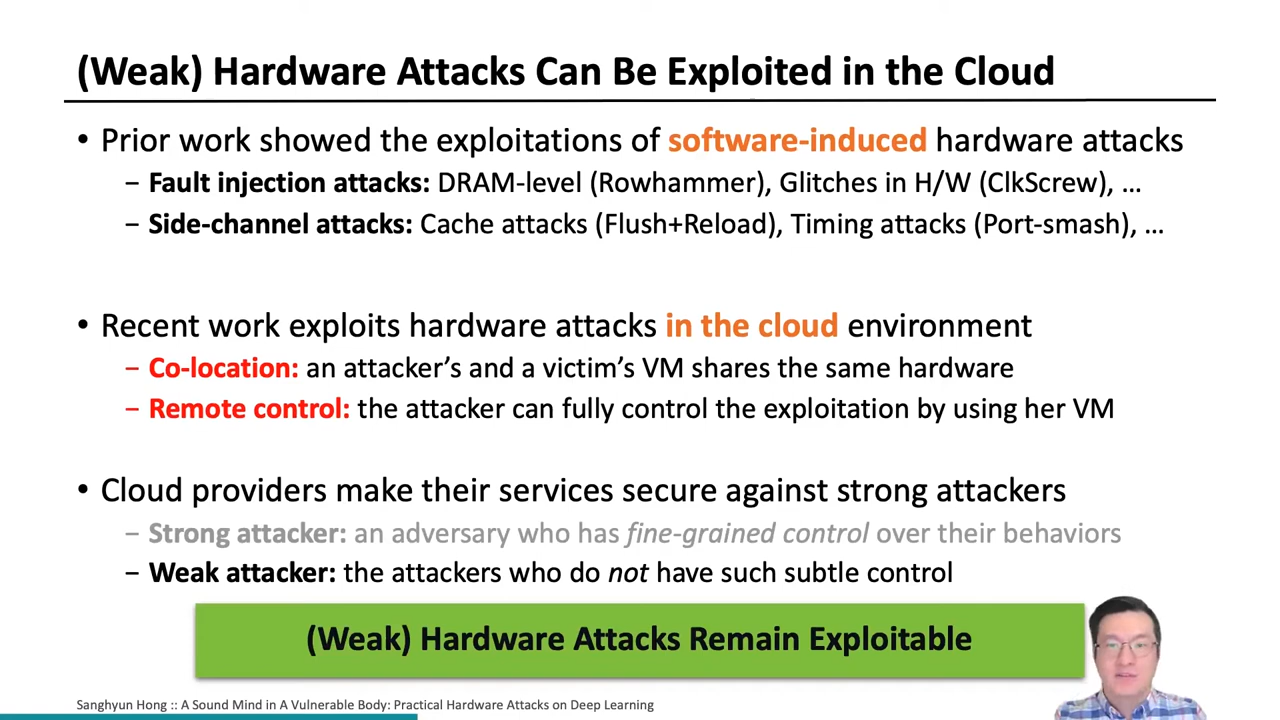 (Weak) Hardware Attacks Can Be Exploited in the Cloud
• Prior work showed the exploitations of software-induced hardware attacks
− Fault injection attacks: DRAM-level (Rowhammer), Glitches in H/W (ClkScrew), …
− Side-channel attacks: Cache attacks (Flush+Reload), Timing attacks (Port-smash), …
• Recent work exploits hardware attacks in the cloud environment
− Co-location: an attacker’s and a victim’s VM shares the same hardware
− Remote control: the attacker can fully control the exploitation by using her VM
• Cloud providers make their services secure against strong attackers
− Strong attacker: an adversary who has fine-grained control over their behaviors
− Weak attacker: the attackers who do not have such subtle control
(Weak) Hardware Attacks Remain Exploitable
Sanghyun Hong :: A Sound Mind in A Vulnerable Body: Practical Hardware Attacks on Deep Learning